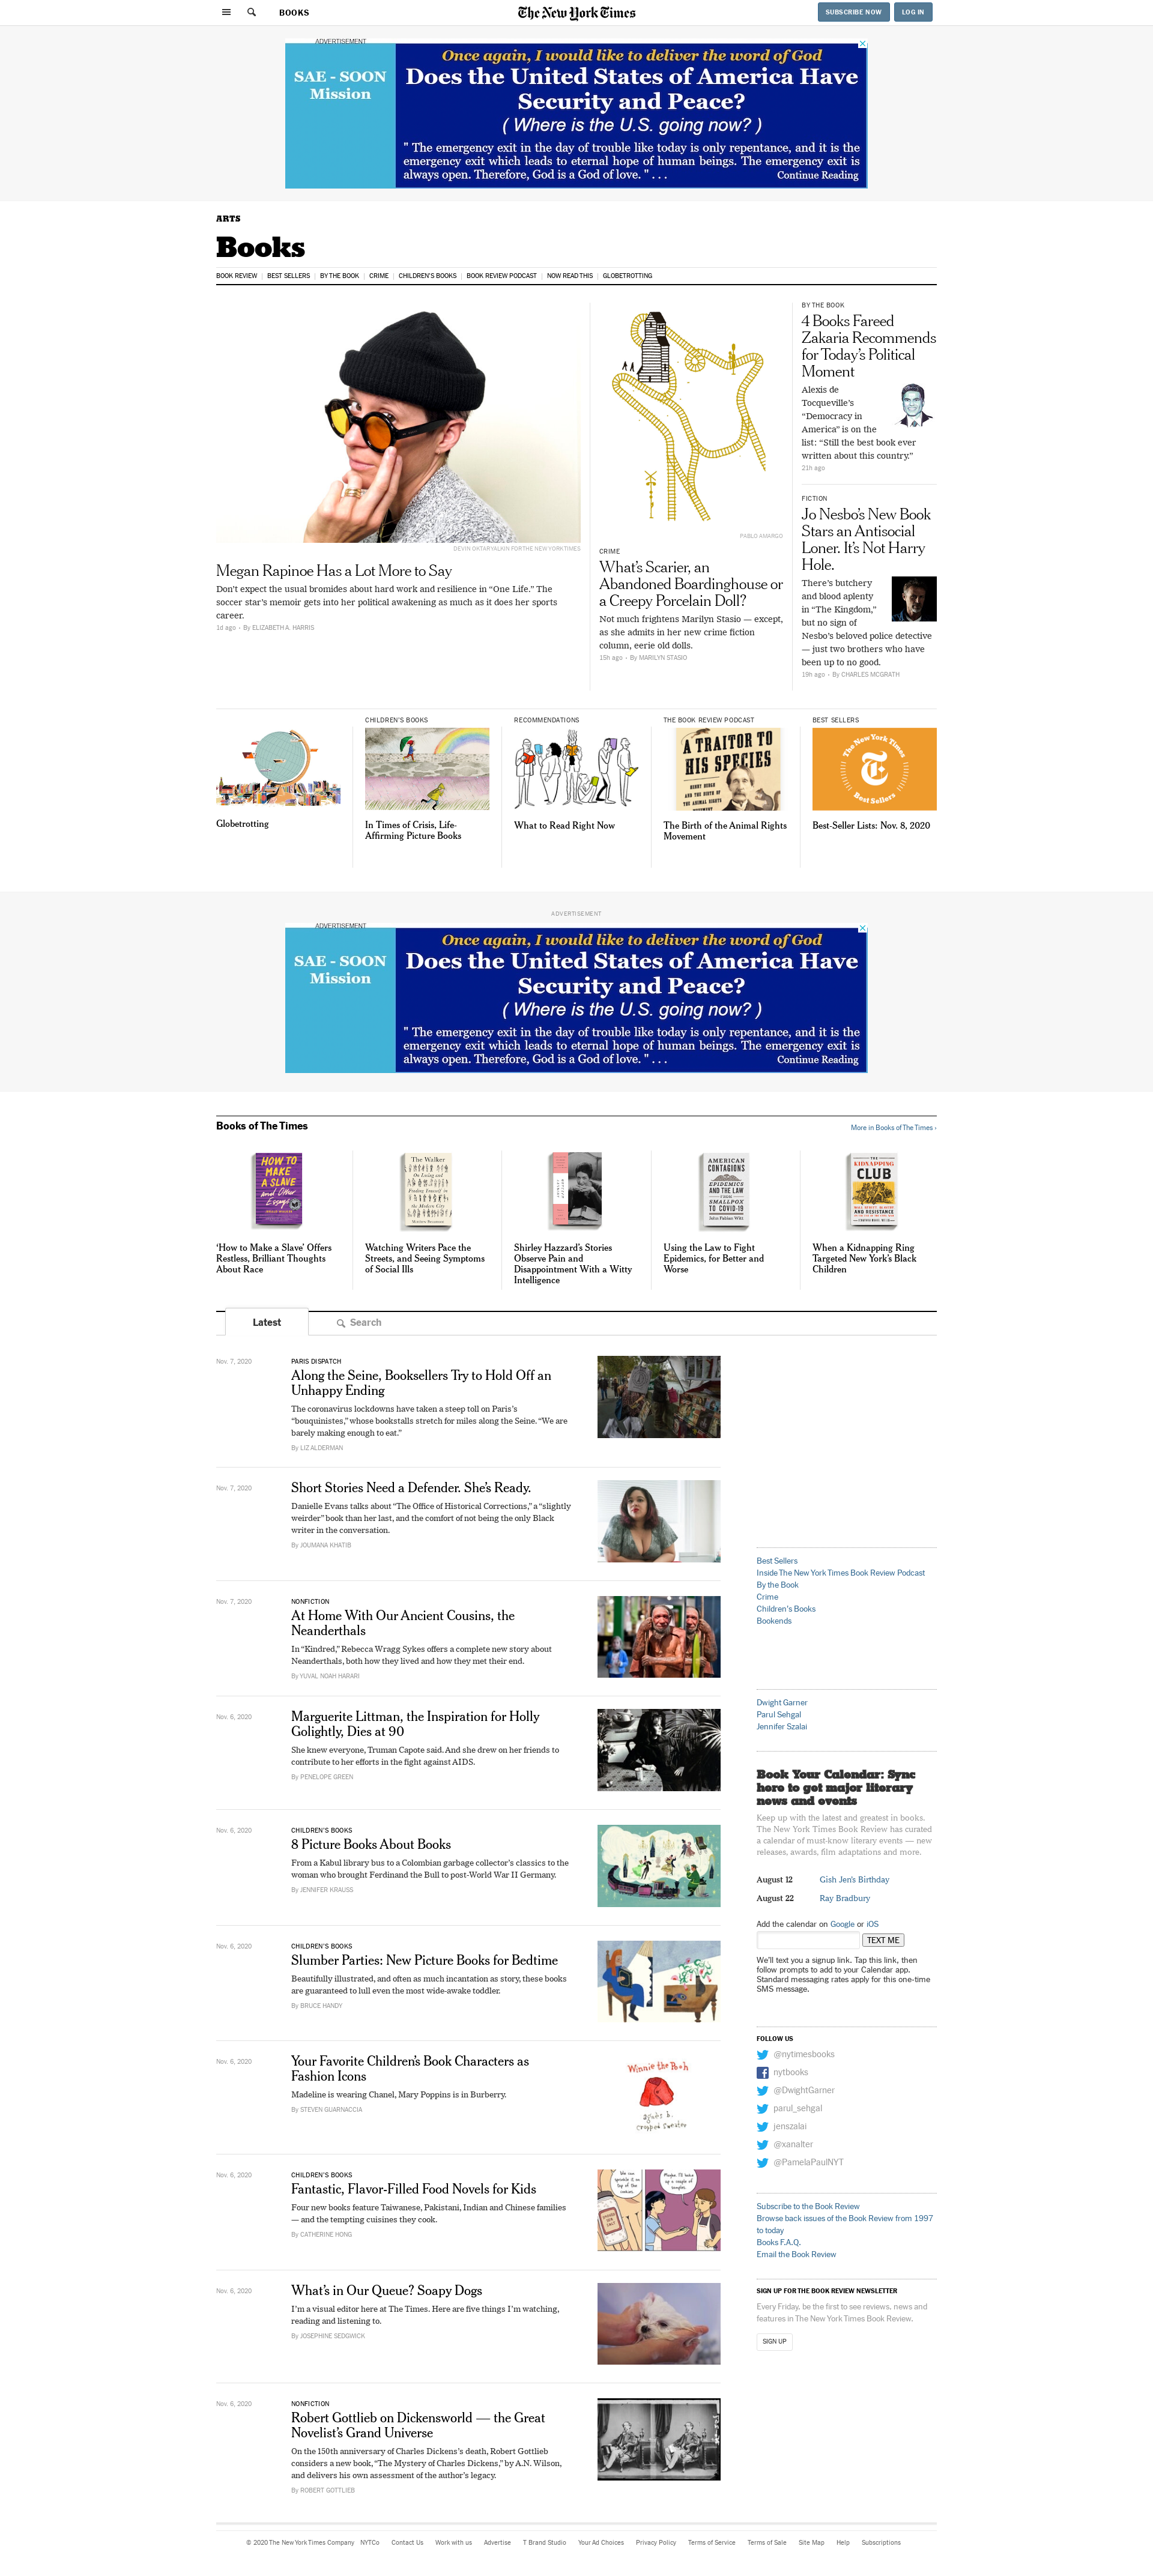 BOOKS
The New York Times
SUBSCRIBE NOW
LOG IN
ADVERTISEMENT
SAE - SOON
Mission
Once again, I would like to deliver the word of God
Does the United States of America Have
Security and Peace?
( Where is the U.S. going now? )
" The emergency exit in the day of trouble like today is only repentance, and it is the
emergency exit which leads to eternal hope of human beings. The emergency exit is
always open. Therefore, God is a God of love. " . . .
Continue Reading
ARTS
Books
BOOK REVIEW
BEST SELLERS
BY THE BOOK
CRIME
CHILDREN'S BOOKS
BOOK REVIEW PODCAST
NOW READ THIS
GLOBETROTTING
DEVIN OKTAR YALKIN FOR THE NEW YORK TIMES
Megan Rapinoe Has a Lot More to Say
Don't expect the usual bromides about hard work and resilience in “One Life.” The
soccer star's memoir gets into her political awakening as much as it does her sports
career.
1d ago • By ELIZABETH A. HARRIS
PABLO AMARGO
CRIME
What's Scarier, an
Abandoned Boardinghouse or
a Creepy Porcelain Doll?
Not much frightens Marilyn Stasio — except,
as she admits in her new crime fiction
column, eerie old dolls.
15h ago • By MARILYN STASIO
BY THE BOOK
4 Books Fareed
Zakaria Recommends
for Today's Political
Moment
Alexis de
Tocqueville's
“Democracy in
America” is on the
list: “Still the best book ever
written about this country.”
21h ago
FICTION
Jo Nesbo's New Book
Stars an Antisocial
Loner. It's Not Harry
Hole.
There's butchery
and blood aplenty
in “The Kingdom,”
but no sign of
Nesbo's beloved police detective
— just two brothers who have
been up to no good.
19h ago • By CHARLES MCGRATH
Globetrotting
CHILDREN'S BOOKS
In Times of Crisis, Life-
Affirming Picture Books
RECOMMENDATIONS
What to Read Right Now
THE BOOK REVIEW PODCAST
A TRAITOR TO
HIS SPECIES
HENRY BERGH
AND THE
BIRTH OF THE
ANIMAL RIGHTS
The Birth of the Animal Rights
Movement
BEST SELLERS
The New York Times
Best Sellers
Best-Seller Lists: Nov. 8, 2020
ADVERTISEMENT
ADVERTISEMENT
SAE - SOON
Mission
Once again, I would like to deliver the word of God
Does the United States of America Have
Security and Peace?
( Where is the U.S. going now? )
" The emergency exit in the day of trouble like today is only repentance, and it is the
emergency exit which leads to eternal hope of human beings. The emergency exit is
always open. Therefore, God is a God of love. " . . .
Continue Reading
Books of The Times
More in Books of The Times ›
HOW TO
MAKE
A SLAVE
and Other
Essays
‘How to Make a Slave’ Offers
Restless, Brilliant Thoughts
About Race
The Walker
On Losing and
Finding Yourself in
the Modern City
Watching Writers Pace the
Streets, and Seeing Symptoms
of Social Ills
Shirley Hazzard's Stories
Observe Pain and
Disappointment With a Witty
Intelligence
AMERICAN
CONTAGIONS
EPIDEMICS
AND THE LAW
FROM
SMALLPOX
TO COVID-19
John Fabian Witt
Using the Law to Fight
Epidemics, for Better and
Worse
THE
KIDNAPPING
CLUB
When a Kidnapping Ring
Targeted New York's Black
Children
Latest
Search
Nov. 7, 2020
PARIS DISPATCH
Along the Seine, Booksellers Try to Hold Off an
Unhappy Ending
The coronavirus lockdowns have taken a steep toll on Paris's
“bouquinistes,” whose bookstalls stretch for miles along the Seine. “We are
barely making enough to eat.”
By LIZ ALDERMAN
Nov. 7, 2020
Short Stories Need a Defender. She's Ready.
Danielle Evans talks about “The Office of Historical Corrections,” a “slightly
weirder” book than her last, and the comfort of not being the only Black
writer in the conversation.
By JOUMANA KHATIB
Nov. 7, 2020
NONFICTION
At Home With Our Ancient Cousins, the
Neanderthals
In “Kindred,” Rebecca Wragg Sykes offers a complete new story about
Neanderthals, both how they lived and how they met their end.
By YUVAL NOAH HARARI
Nov. 6, 2020
Marguerite Littman, the Inspiration for Holly
Golightly, Dies at 90
She knew everyone, Truman Capote said. And she drew on her friends to
contribute to her efforts in the fight against AIDS.
By PENELOPE GREEN
Nov. 6, 2020
CHILDREN'S BOOKS
8 Picture Books About Books
From a Kabul library bus to a Colombian garbage collector's classics to the
woman who brought Ferdinand the Bull to post-World War II Germany.
By JENNIFER KRAUSS
Nov. 6, 2020
CHILDREN'S BOOKS
Slumber Parties: New Picture Books for Bedtime
Beautifully illustrated, and often as much incantation as story, these books
are guaranteed to lull even the most wide-awake toddler.
By BRUCE HANDY
Nov. 6, 2020
Your Favorite Children's Book Characters as
Fashion Icons
Madeline is wearing Chanel, Mary Poppins is in Burberry.
By STEVEN GUARNACCIA
Winnie the Pooh
agnès b.
cropped Sweater
Nov. 6, 2020
CHILDREN'S BOOKS
Fantastic, Flavor-Filled Food Novels for Kids
Four new books feature Taiwanese, Pakistani, Indian and Chinese families
— and the tempting cuisines they cook.
By CATHERINE HONG
Nov. 6, 2020
What's in Our Queue? Soapy Dogs
I'm a visual editor here at The Times. Here are five things I'm watching,
reading and listening to.
By JOSEPHINE SEDGWICK
Nov. 6, 2020
NONFICTION
Robert Gottlieb on Dickensworld — the Great
Novelist's Grand Universe
On the 150th anniversary of Charles Dickens's death, Robert Gottlieb
considers a new book, “The Mystery of Charles Dickens,” by A.N. Wilson,
and delivers his own assessment of the author's legacy.
By ROBERT GOTTLIEB
Best Sellers
Inside The New York Times Book Review Podcast
By the Book
Crime
Children's Books
Bookends
Dwight Garner
Parul Sehgal
Jennifer Szalai
Book Your Calendar: Sync
here to get major literary
news and events
Keep up with the latest and greatest in books.
The New York Times Book Review has curated
a calendar of must-know literary events — new
releases, awards, film adaptations and more.
August 12 Gish Jen's Birthday
August 22 Ray Bradbury
Add the calendar on Google or iOS
TEXT ME
We'll text you a signup link. Tap this link, then
follow prompts to add to your Calendar app.
Standard messaging rates apply for this one-time
SMS message.
FOLLOW US
@nytimesbooks
nytbooks
@DwightGarner
parul_sehgal
jenszalai
@xanalter
@PamelaPaulNYT
Subscribe to the Book Review
Browse back issues of the Book Review from 1997
to today
Books F.A.Q.
Email the Book Review
SIGN UP FOR THE BOOK REVIEW NEWSLETTER
Every Friday, be the first to see reviews, news and
features in The New York Times Book Review.
SIGN UP
© 2020 The New York Times Company
NYTCo
Contact Us
Work with us
Advertise
T Brand Studio
Your Ad Choices
Privacy Policy
Terms of Service
Terms of Sale
Site Map
Help
Subscriptions